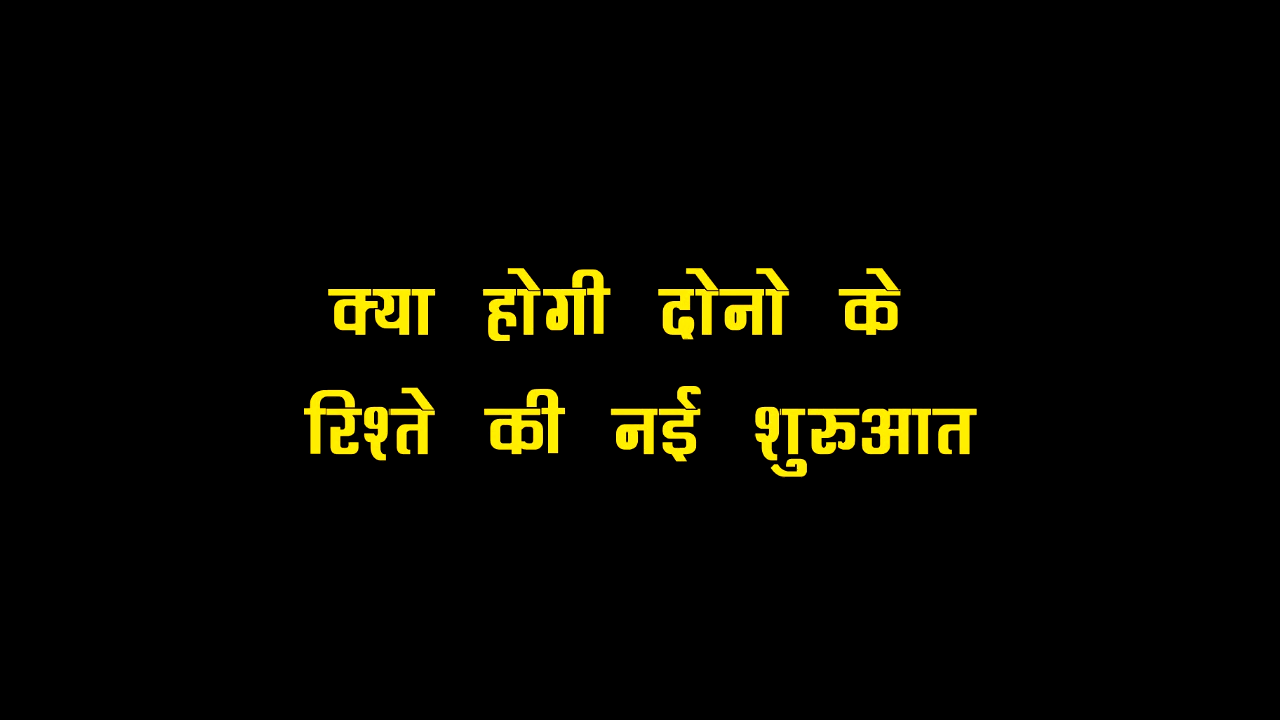 क्या होगी दोनो के
रिश्ते की नई शुरुआत